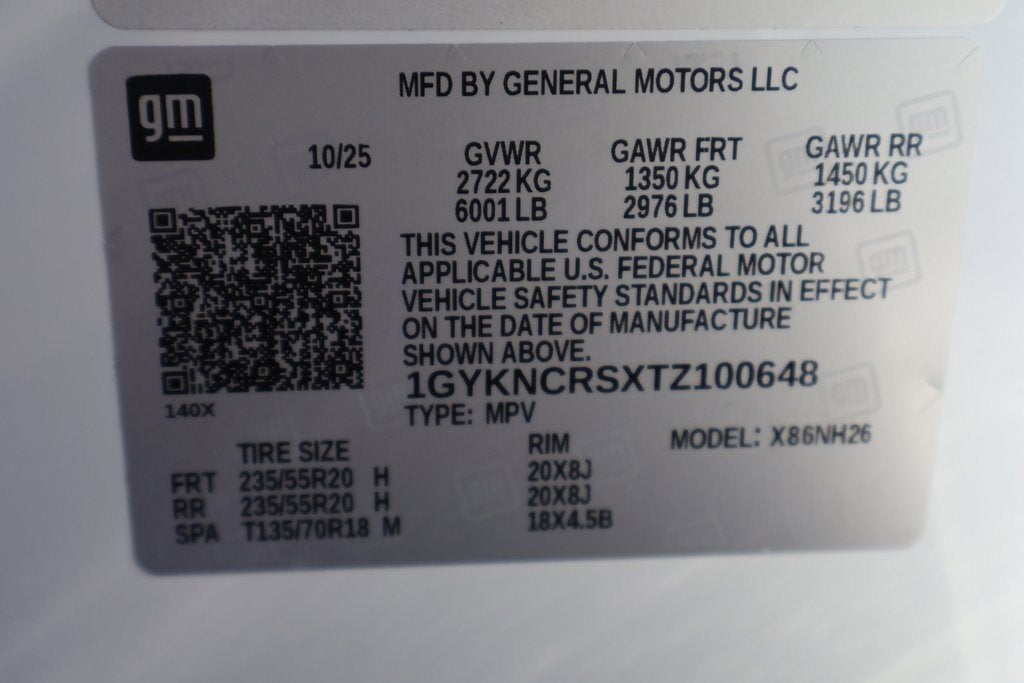 gm
MFD BY GENERAL MOTORS LLC
10/25 GVWR GAWR FRT GAWR RR
2722 KG 1350 KG 1450 KG
6001 LB 2976 LB 3196 LB
THIS VEHICLE CONFORMS TO ALL
APPLICABLE U.S. FEDERAL MOTOR
VEHICLE SAFETY STANDARDS IN EFFECT
ON THE DATE OF MANUFACTURE
SHOWN ABOVE.
1GYKNCRSXTZ100648
140X
TYPE: MPV
TIRE SIZE RIM MODEL: X86NH26
FRT 235/55R20 H 20X8J
RR 235/55R20 H 20X8J
SPA T135/70R18 M 18X4.5B